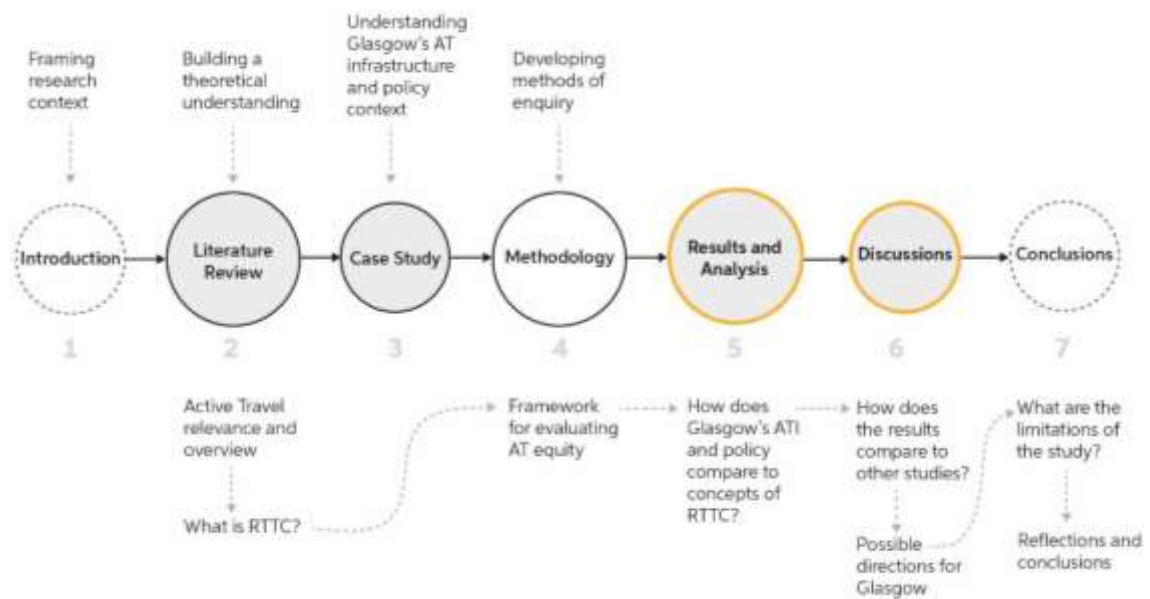 Framing
research
context
Building a
theoretical
understanding
Understanding
Glasgow's AT
infrastructure
and policy
context
Developing
methods of
enquiry
Introduction
Literature
Review
Case Study
Methodology
Results and
Analysis
Discussions
Conclusions
1
2
3
4
5
6
7
Active Travel
relevance and
overview
What is RTTC?
Framework
for evaluating
AT equity
How does
Glasgow's ATI
and policy
compare to
concepts of
RTTC?
How does
the results
compare to
other studies?
Possible
directions for
Glasgow
What are the
limitations of
the study?
Reflections and
conclusions